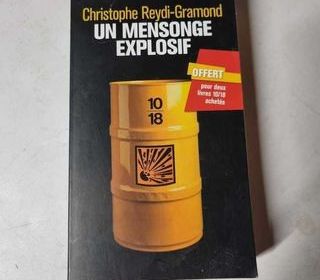 Christophe Reydi-Gramond
UN MENSONGE
EXPLOSIF
OFFERT
pour deux
livres 10/18
achetés
10
18